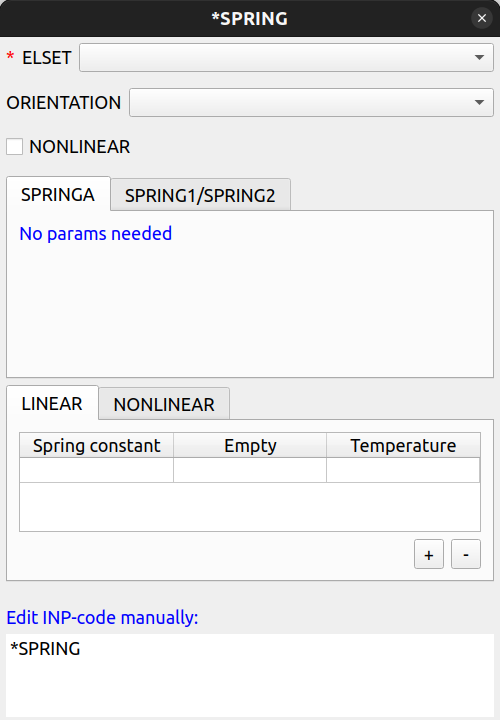 *SPRING
* ELSET
ORIENTATION
NONLINEAR
SPRINGA SPRING1/SPRING2
No params needed
LINEAR NONLINEAR
Spring constant Empty Temperature
+ -
Edit INP-code manually:
*SPRING